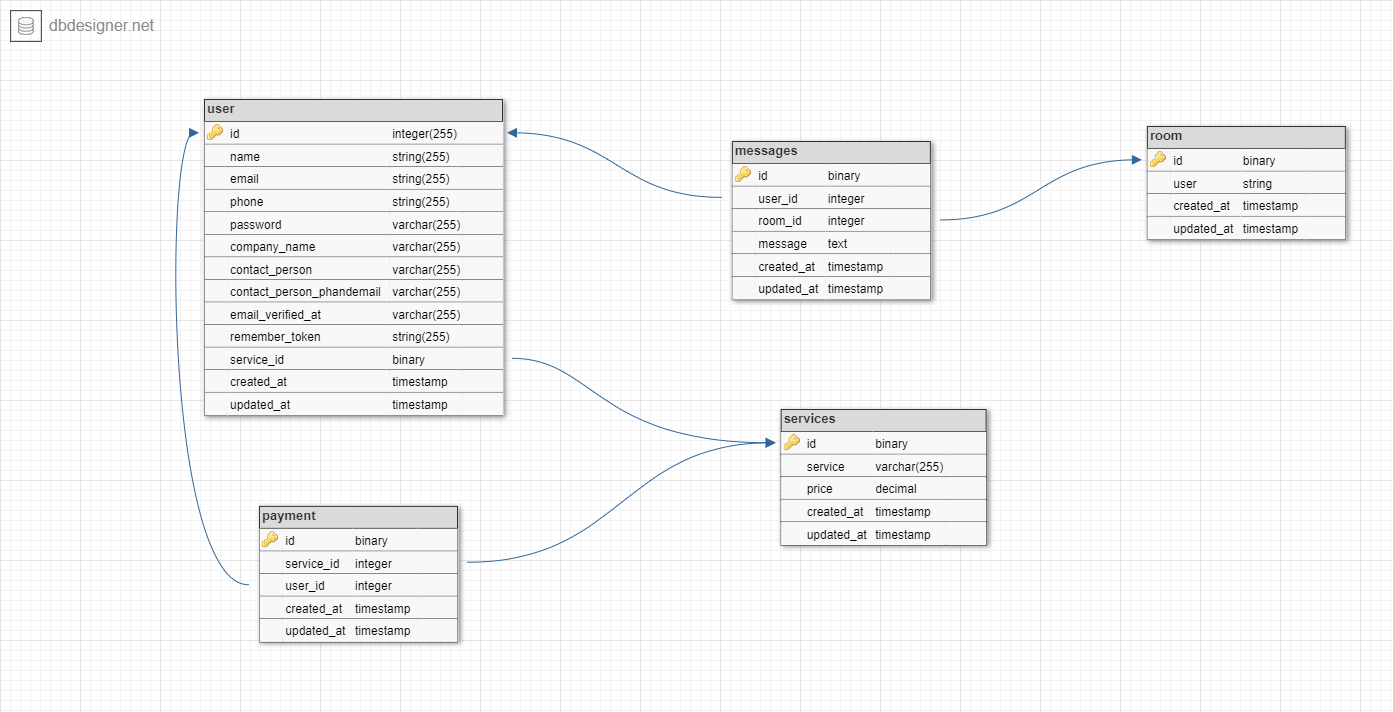 dbdesigner.net
user
id integer(255)
name string(255)
email string(255)
phone string(255)
password varchar(255)
company_name varchar(255)
contact_person varchar(255)
contact_person_phandemail varchar(255)
email_verified_at varchar(255)
remember_token string(255)
service_id binary
created_at timestamp
updated_at timestamp
messages
id binary
user_id integer
room_id integer
message text
created_at timestamp
updated_at timestamp
room
id binary
user string
created_at timestamp
updated_at timestamp
services
id binary
service varchar(255)
price decimal
created_at timestamp
updated_at timestamp
payment
id binary
service_id integer
user_id integer
created_at timestamp
updated_at timestamp